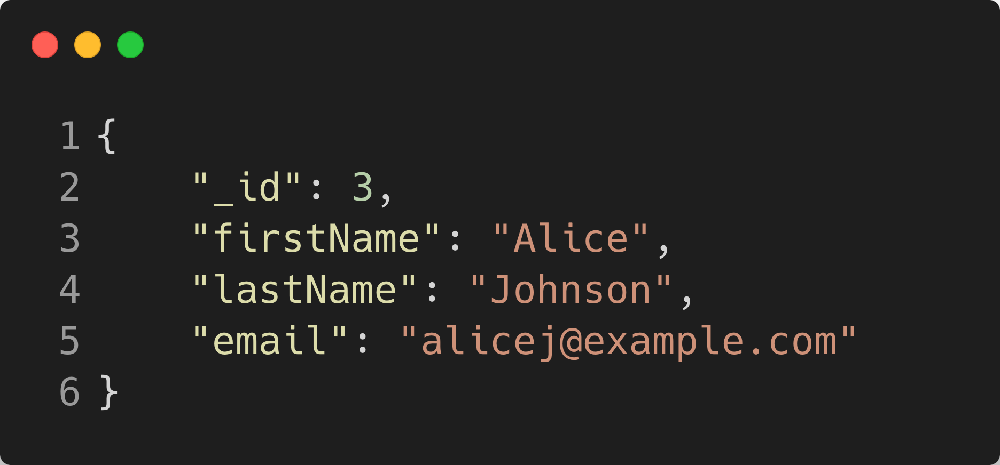 1 {
2     "_id": 3,
3     "firstName": "Alice",
4     "lastName": "Johnson",
5     "email": "alicej@example.com"
6 }